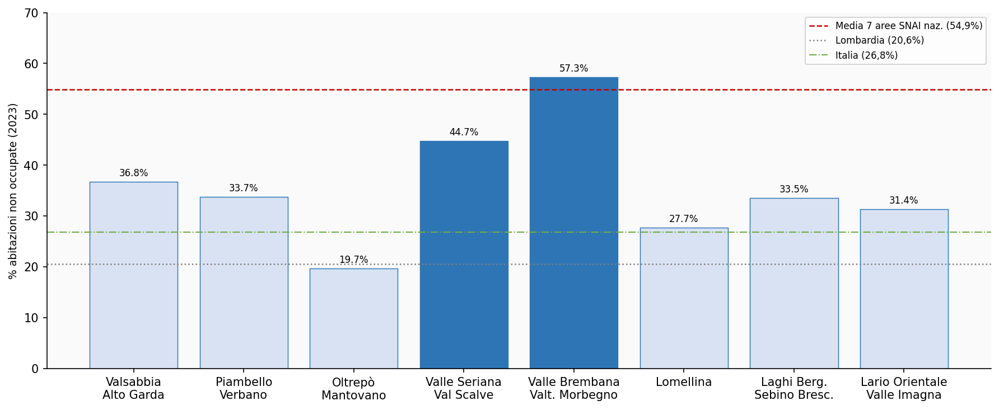 % abitazioni non occupate (2023)
70
60
50
40
30
20
10
0
Media 7 aree SNAI naz. (54,9%)
Lombardia (20,6%)
Italia (26,8%)
36.8%
33.7%
19.7%
44.7%
57.3%
27.7%
33.5%
31.4%
Valsabbia
Alto Garda
Piambello
Verbano
Oltrepò
Mantovano
Valle Seriana
Val Scalve
Valle Brembana
Valt. Morbegno
Lomellina
Laghi Berg.
Sebino Bresc.
Lario Orientale
Valle Imagna